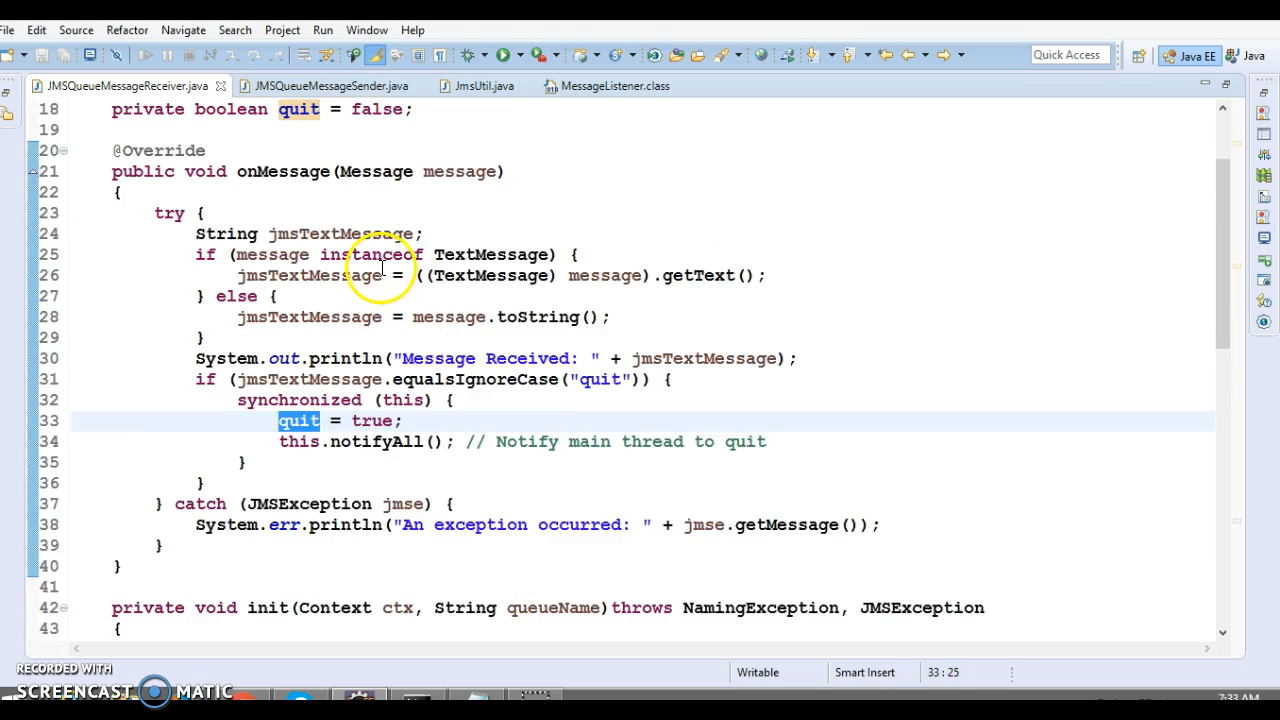 File Edit Source Refactor Navigate Search Project Run Window Help
Quick Access Java EE Java
JMSQueueMessageReceiver.java JMSQueueMessageSender.java JmsUtil.java MessageListener.class
18 private boolean quit = false;
19
20 @Override
21 public void onMessage(Message message)
22 {
23 try {
24 String jmsTextMessage;
25 if (message instanceof TextMessage) {
26 jmsTextMessage = ((TextMessage) message).getText();
27 } else {
28 jmsTextMessage = message.toString();
29 }
30 System.out.println("Message Received: " + jmsTextMessage);
31 if (jmsTextMessage.equalsIgnoreCase("quit")) {
32 synchronized (this) {
33 quit = true;
34 this.notifyAll(); // Notify main thread to quit
35 }
36 }
37 } catch (JMSException jmse) {
38 System.err.println("An exception occurred: " + jmse.getMessage());
39 }
40 }
41
42 private void init(Context ctx, String queueName)throws NamingException, JMSException
43 {
RECORDED WITH
SCREENCAST MATIC
Writable Smart Insert 33 : 25
7:33 AM